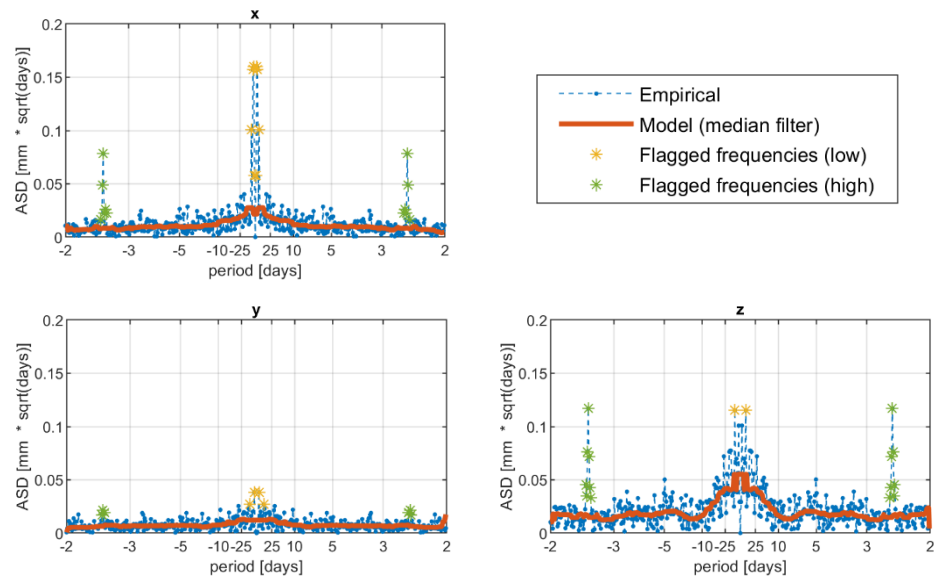 x
ASD [mm * sqrt(days)]
0.2
0.15
0.1
0.05
0
-2 -3 -5 -10 -25 25 10 5 3 2
period [days]
Empirical
Model (median filter)
Flagged frequencies (low)
Flagged frequencies (high)
y
ASD [mm * sqrt(days)]
0.2
0.15
0.1
0.05
0
-2 -3 -5 -10 -25 25 10 5 3 2
period [days]
z
ASD [mm * sqrt(days)]
0.2
0.15
0.1
0.05
0
-2 -3 -5 -10 -25 25 10 5 3 2
period [days]